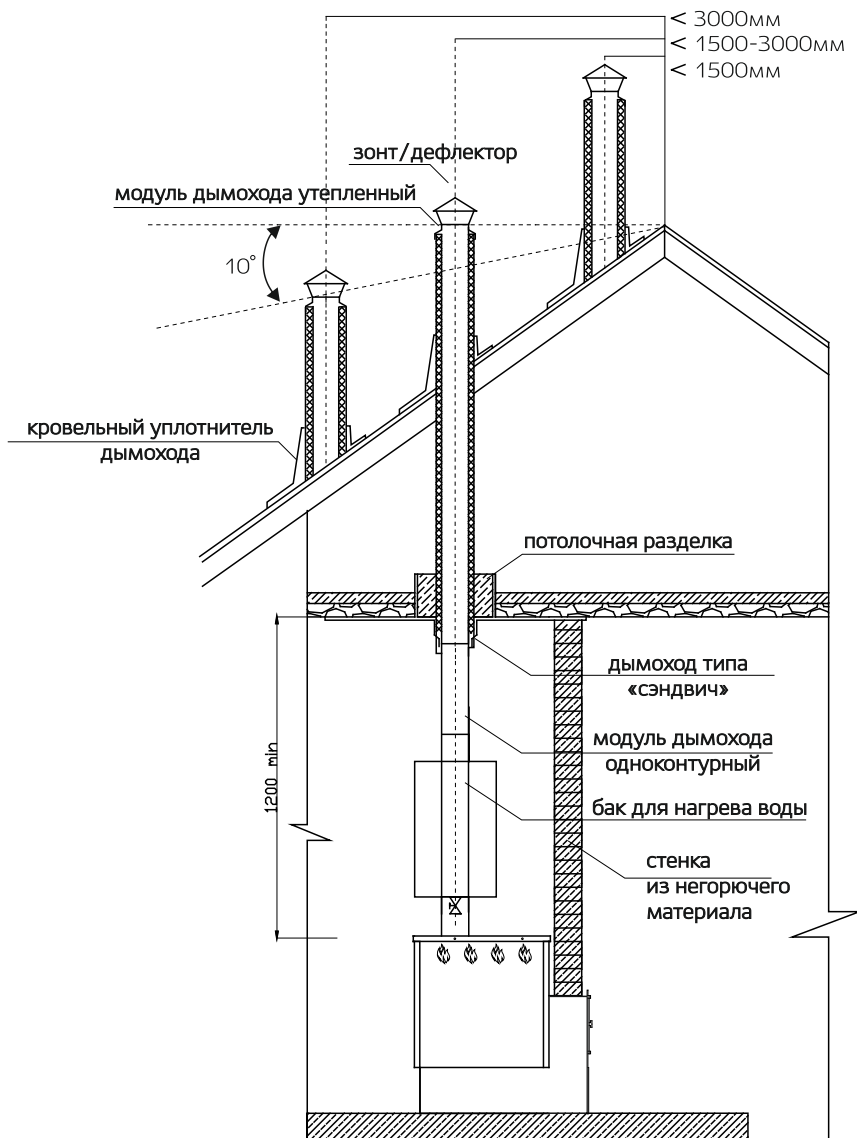 < 3000мм
< 1500-3000мм
< 1500мм
зонт/дефлектор
модуль дымохода утепленный
10°
кровельный уплотнитель
дымохода
потолочная разделка
дымоход типа
«сэндвич»
модуль дымохода
одноконтурный
1200 min
бак для нагрева воды
стенка
из негорючего
материала